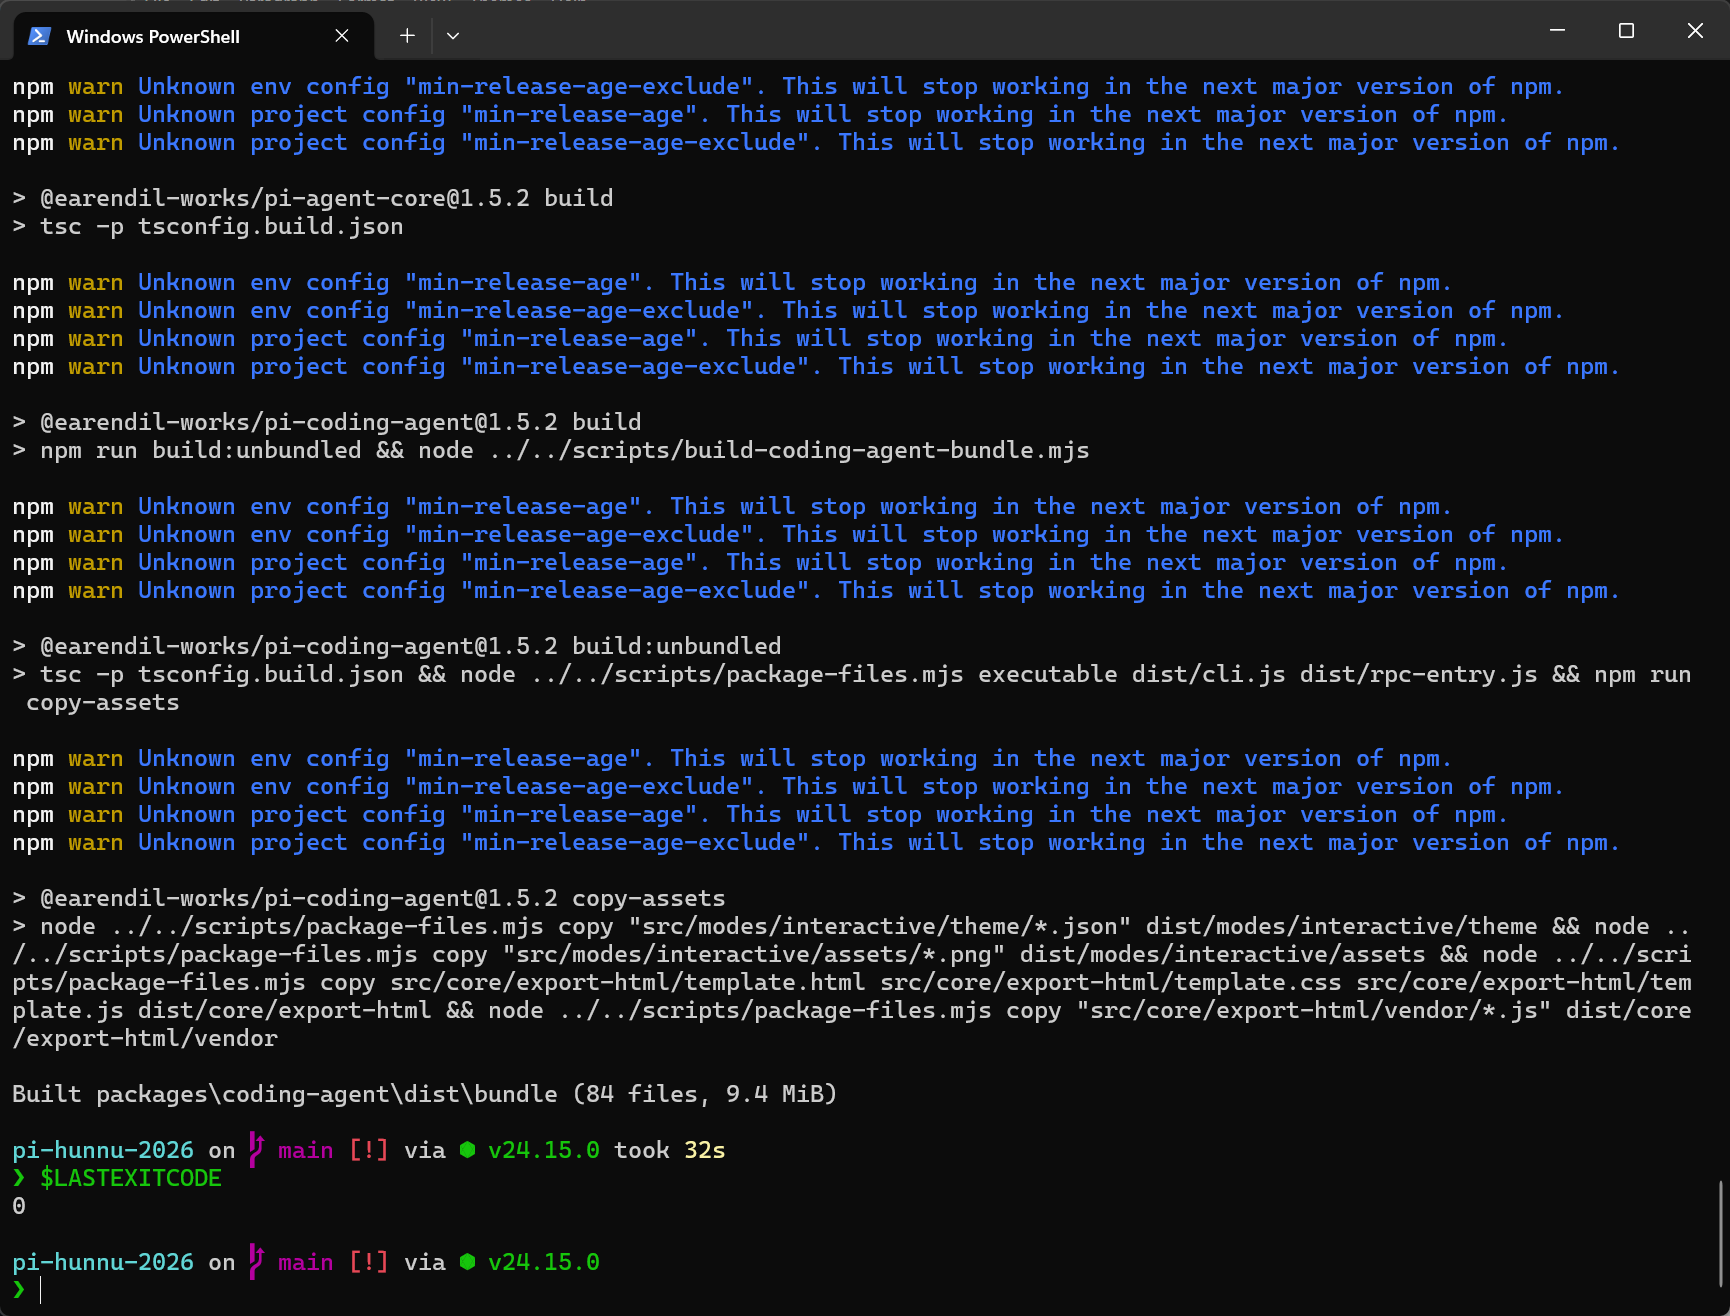 Windows PowerShell
npm warn Unknown env config "min-release-age-exclude". This will stop working in the next major version of npm.
npm warn Unknown project config "min-release-age". This will stop working in the next major version of npm.
npm warn Unknown project config "min-release-age-exclude". This will stop working in the next major version of npm.
> @earendil-works/pi-agent-core@1.5.2 build
> tsc -p tsconfig.build.json
npm warn Unknown env config "min-release-age". This will stop working in the next major version of npm.
npm warn Unknown env config "min-release-age-exclude". This will stop working in the next major version of npm.
npm warn Unknown project config "min-release-age". This will stop working in the next major version of npm.
npm warn Unknown project config "min-release-age-exclude". This will stop working in the next major version of npm.
> @earendil-works/pi-coding-agent@1.5.2 build
> npm run build:unbundled && node ../../scripts/build-coding-agent-bundle.mjs
npm warn Unknown env config "min-release-age". This will stop working in the next major version of npm.
npm warn Unknown env config "min-release-age-exclude". This will stop working in the next major version of npm.
npm warn Unknown project config "min-release-age". This will stop working in the next major version of npm.
npm warn Unknown project config "min-release-age-exclude". This will stop working in the next major version of npm.
> @earendil-works/pi-coding-agent@1.5.2 build:unbundled
> tsc -p tsconfig.build.json && node ../../scripts/package-files.mjs executable dist/cli.js dist/rpc-entry.js && npm run
copy-assets
npm warn Unknown env config "min-release-age". This will stop working in the next major version of npm.
npm warn Unknown env config "min-release-age-exclude". This will stop working in the next major version of npm.
npm warn Unknown project config "min-release-age". This will stop working in the next major version of npm.
npm warn Unknown project config "min-release-age-exclude". This will stop working in the next major version of npm.
> @earendil-works/pi-coding-agent@1.5.2 copy-assets
> node ../../scripts/package-files.mjs copy "src/modes/interactive/theme/*.json" dist/modes/interactive/theme && node ..
/../scripts/package-files.mjs copy "src/modes/interactive/assets/*.png" dist/modes/interactive/assets && node ../../scri
pts/package-files.mjs copy src/core/export-html/template.html src/core/export-html/template.css src/core/export-html/tem
plate.js dist/core/export-html && node ../../scripts/package-files.mjs copy "src/core/export-html/vendor/*.js" dist/core
/export-html/vendor
Built packages\coding-agent\dist\bundle (84 files, 9.4 MiB)
pi-hunnu-2026 on main [!] via ⬢ v24.15.0 took 32s
❯ $LASTEXITCODE
0
pi-hunnu-2026 on main [!] via ⬢ v24.15.0
❯